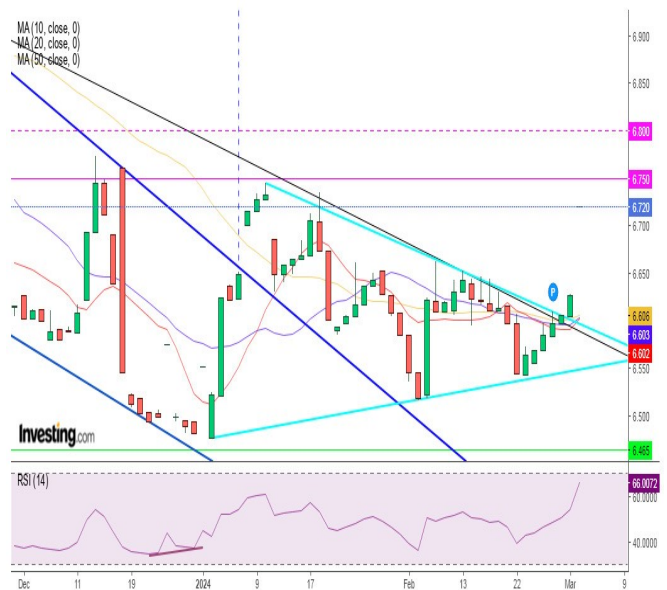 MA (10, close, 0)
MA (20, close, 0)
MA (50, close, 0)
6.900
6.850
6.800
6.750
6.720
6.650
6.606
6.603
6.602
6.550
6.500
6.465
P
Investing.com
RSI (14)
66.0072
60.0000
40.0000
Dec 11 19 2024 9 17 Feb 13 22 Mar 9